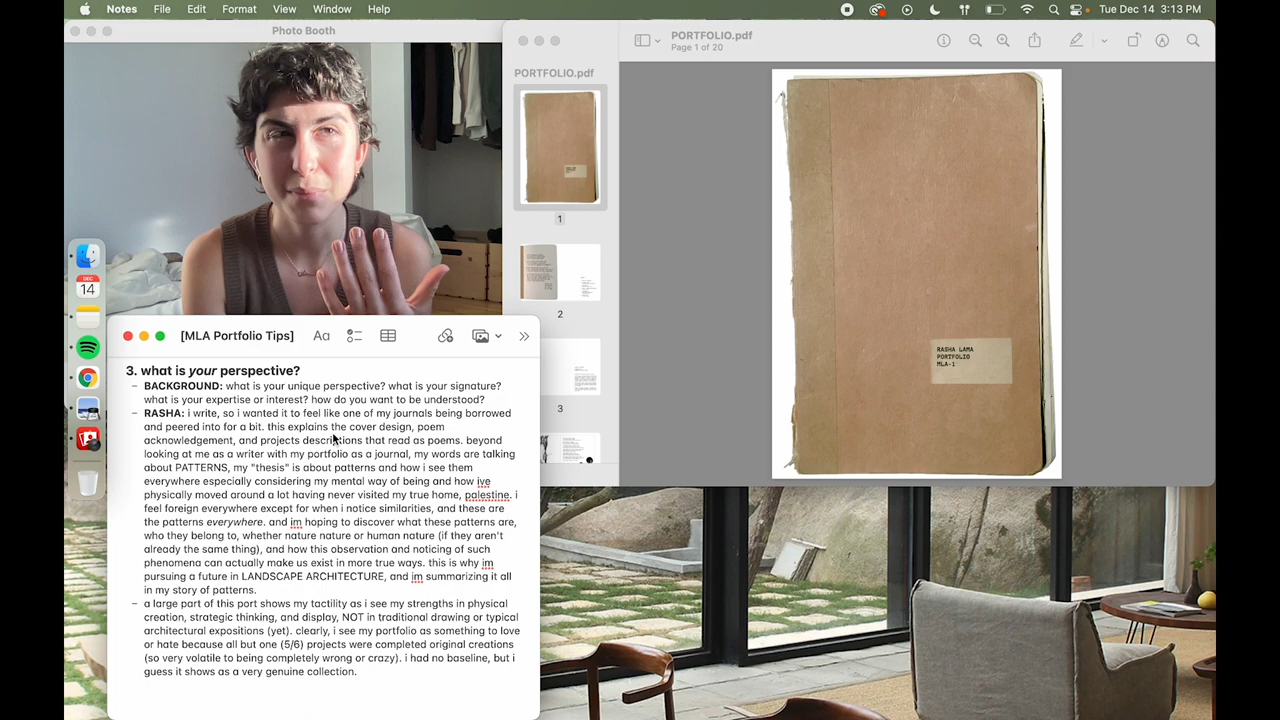 Notes File Edit Format View Window Help Tue Dec 14 3:13 PM
Photo Booth
PORTFOLIO.pdf
Page 1 of 20
PORTFOLIO.pdf
1
2
3
RASHA LAMA
PORTFOLIO
MLA-1
DEC
14
[MLA Portfolio Tips] Aa
3. what is your perspective?
– BACKGROUND: what is your unique perspective? what is your signature?
what is your expertise or interest? how do you want to be understood?
– RASHA: i write, so i wanted it to feel like one of my journals being borrowed
and peered into for a bit. this explains the cover design, poem
acknowledgement, and projects descriptions that read as poems. beyond
looking at me as a writer with my portfolio as a journal, my words are talking
about PATTERNS, my "thesis" is about patterns and how i see them
everywhere especially considering my mental way of being and how ive
physically moved around a lot having never visited my true home, palestine. i
feel foreign everywhere except for when i notice similarities, and these are
the patterns everywhere. and im hoping to discover what these patterns are,
who they belong to, whether nature nature or human nature (if they aren't
already the same thing), and how this observation and noticing of such
phenomena can actually make us exist in more true ways. this is why im
pursuing a future in LANDSCAPE ARCHITECTURE, and im summarizing it all
in my story of patterns.
– a large part of this port shows my tactility as i see my strengths in physical
creation, strategic thinking, and display, NOT in traditional drawing or typical
architectural expositions (yet). clearly, i see my portfolio as something to love
or hate because all but one (5/6) projects were completed original creations
(so very volatile to being completely wrong or crazy). i had no baseline, but i
guess it shows as a very genuine collection.